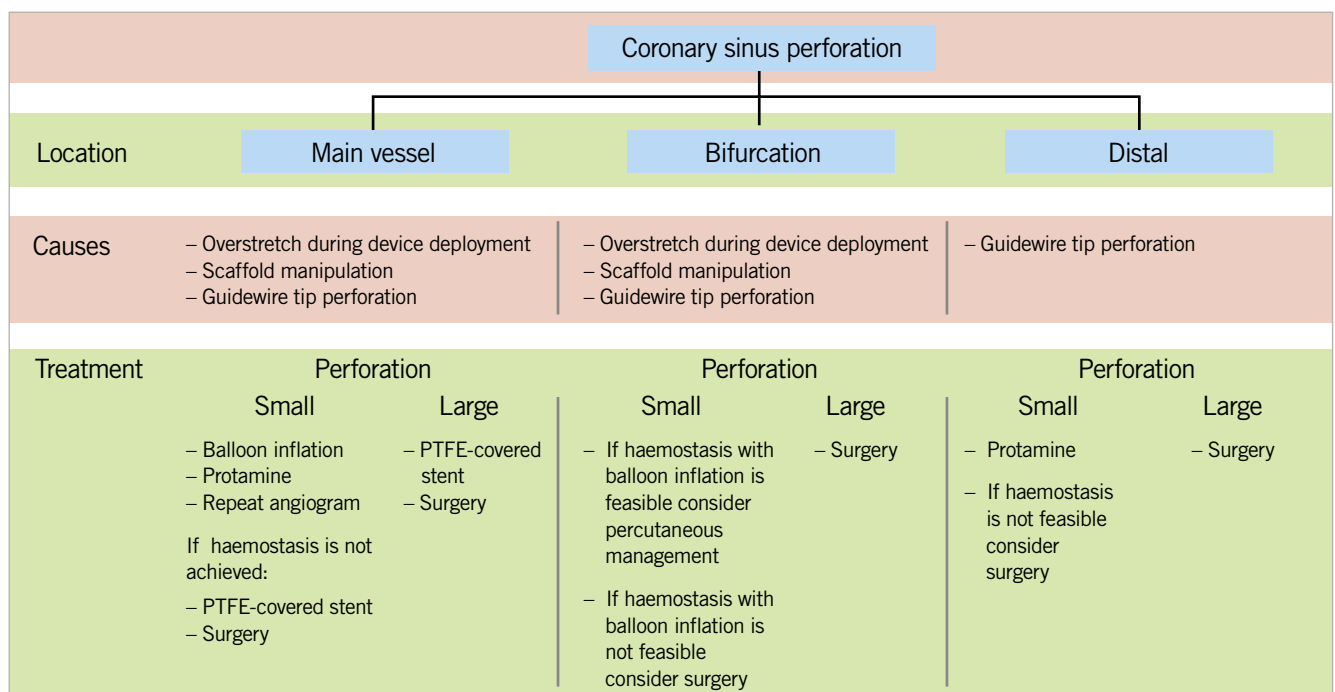 Coronary sinus perforation
Location
Main vessel
Bifurcation
Distal
Causes
– Overstretch during device deployment
– Scaffold manipulation
– Guidewire tip perforation
– Overstretch during device deployment
– Scaffold manipulation
– Guidewire tip perforation
– Guidewire tip perforation
Treatment
Perforation
Small
– Balloon inflation
– Protamine
– Repeat angiogram
If haemostasis is not
achieved:
– PTFE-covered stent
– Surgery
Large
– PTFE-covered
stent
– Surgery
Perforation
Small
– If haemostasis with
balloon inflation is
feasible consider
percutaneous
management
– If haemostasis with
balloon inflation is
not feasible
consider surgery
Large
– Surgery
Perforation
Small
– Protamine
– If haemostasis
is not feasible
consider
surgery
Large
– Surgery